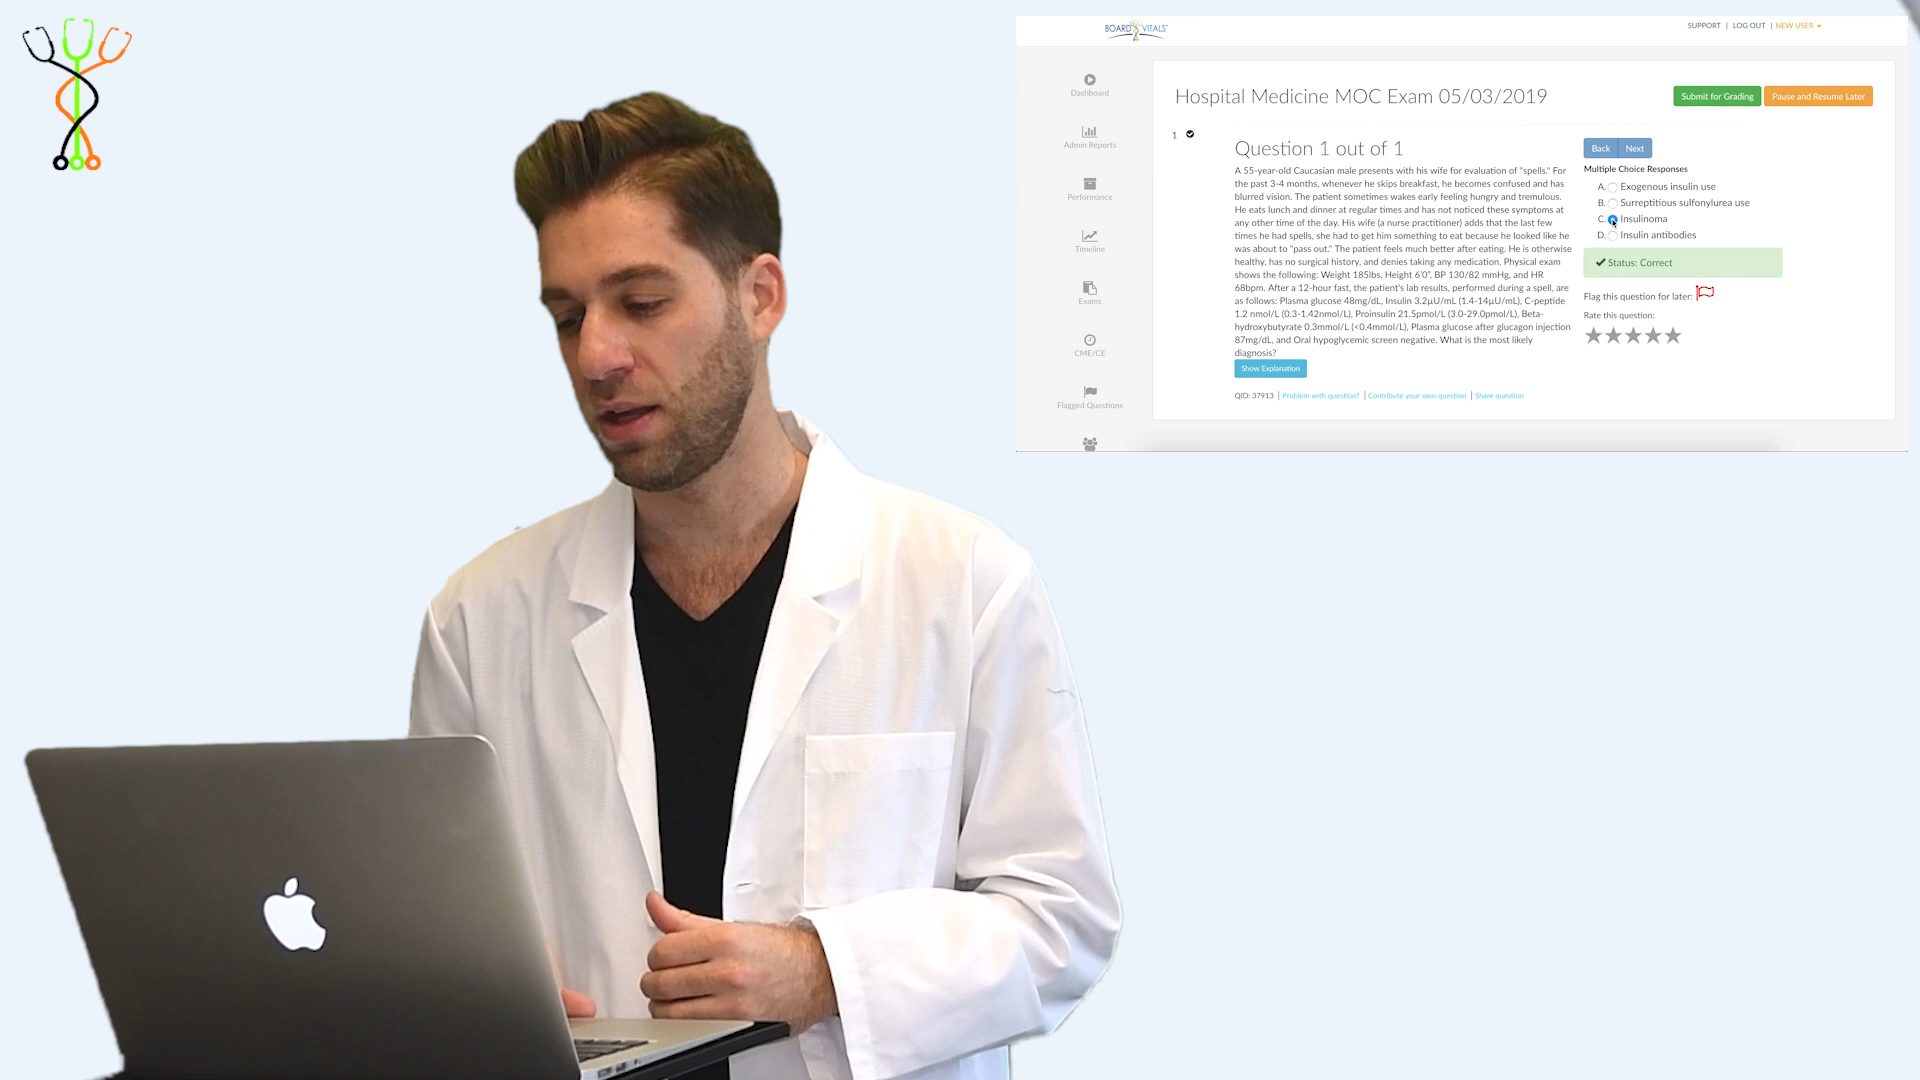 BOARD VITALS
SUPPORT | LOG OUT | NEW USER
Dashboard
Admin Reports
Performance
Timeline
Exams
CME/CE
Flagged Questions
Hospital Medicine MOC Exam 05/03/2019
Submit for Grading
Pause and Resume Later
1
Question 1 out of 1
A 55-year-old Caucasian male presents with his wife for evaluation of "spells." For
the past 3-4 months, whenever he skips breakfast, he becomes confused and has
blurred vision. The patient sometimes wakes early feeling hungry and tremulous.
He eats lunch and dinner at regular times and has not noticed these symptoms at
any other time of the day. His wife (a nurse practitioner) adds that the last few
times he had spells, she had to get him something to eat because he looked like he
was about to "pass out." The patient feels much better after eating. He is otherwise
healthy, has no surgical history, and denies taking any medication. Physical exam
shows the following: Weight 185lbs, Height 6'0", BP 130/82 mmHg, and HR
68bpm. After a 12-hour fast, the patient's lab results, performed during a spell, are
as follows: Plasma glucose 48mg/dL, Insulin 3.2µU/mL (1.4-14µU/mL), C-peptide
1.2 nmol/L (0.3-1.42nmol/L), Proinsulin 21.5pmol/L (3.0-29.0pmol/L), Beta-
hydroxybutyrate 0.3mmol/L (<0.4mmol/L), Plasma glucose after glucagon injection
87mg/dL, and Oral hypoglycemic screen negative. What is the most likely
diagnosis?
Show Explanation
QID: 37913 | Problem with question? | Contribute your own question | Share question
Back Next
Multiple Choice Responses
A. Exogenous insulin use
B. Surreptitious sulfonylurea use
C. Insulinoma
D. Insulin antibodies
Status: Correct
Flag this question for later:
Rate this question: